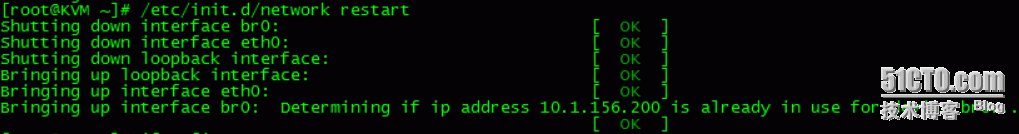 [root@KVM ~]# /etc/init.d/network restart
Shutting down interface br0: [ OK ]
Shutting down interface eth0: [ OK ]
Shutting down loopback interface: [ OK ]
Bringing up loopback interface: [ OK ]
Bringing up interface eth0: [ OK ]
Bringing up interface br0: Determining if ip address 10.1.156.200 is already in use for
[ OK ]
51CTO.com
技术博客 Blog